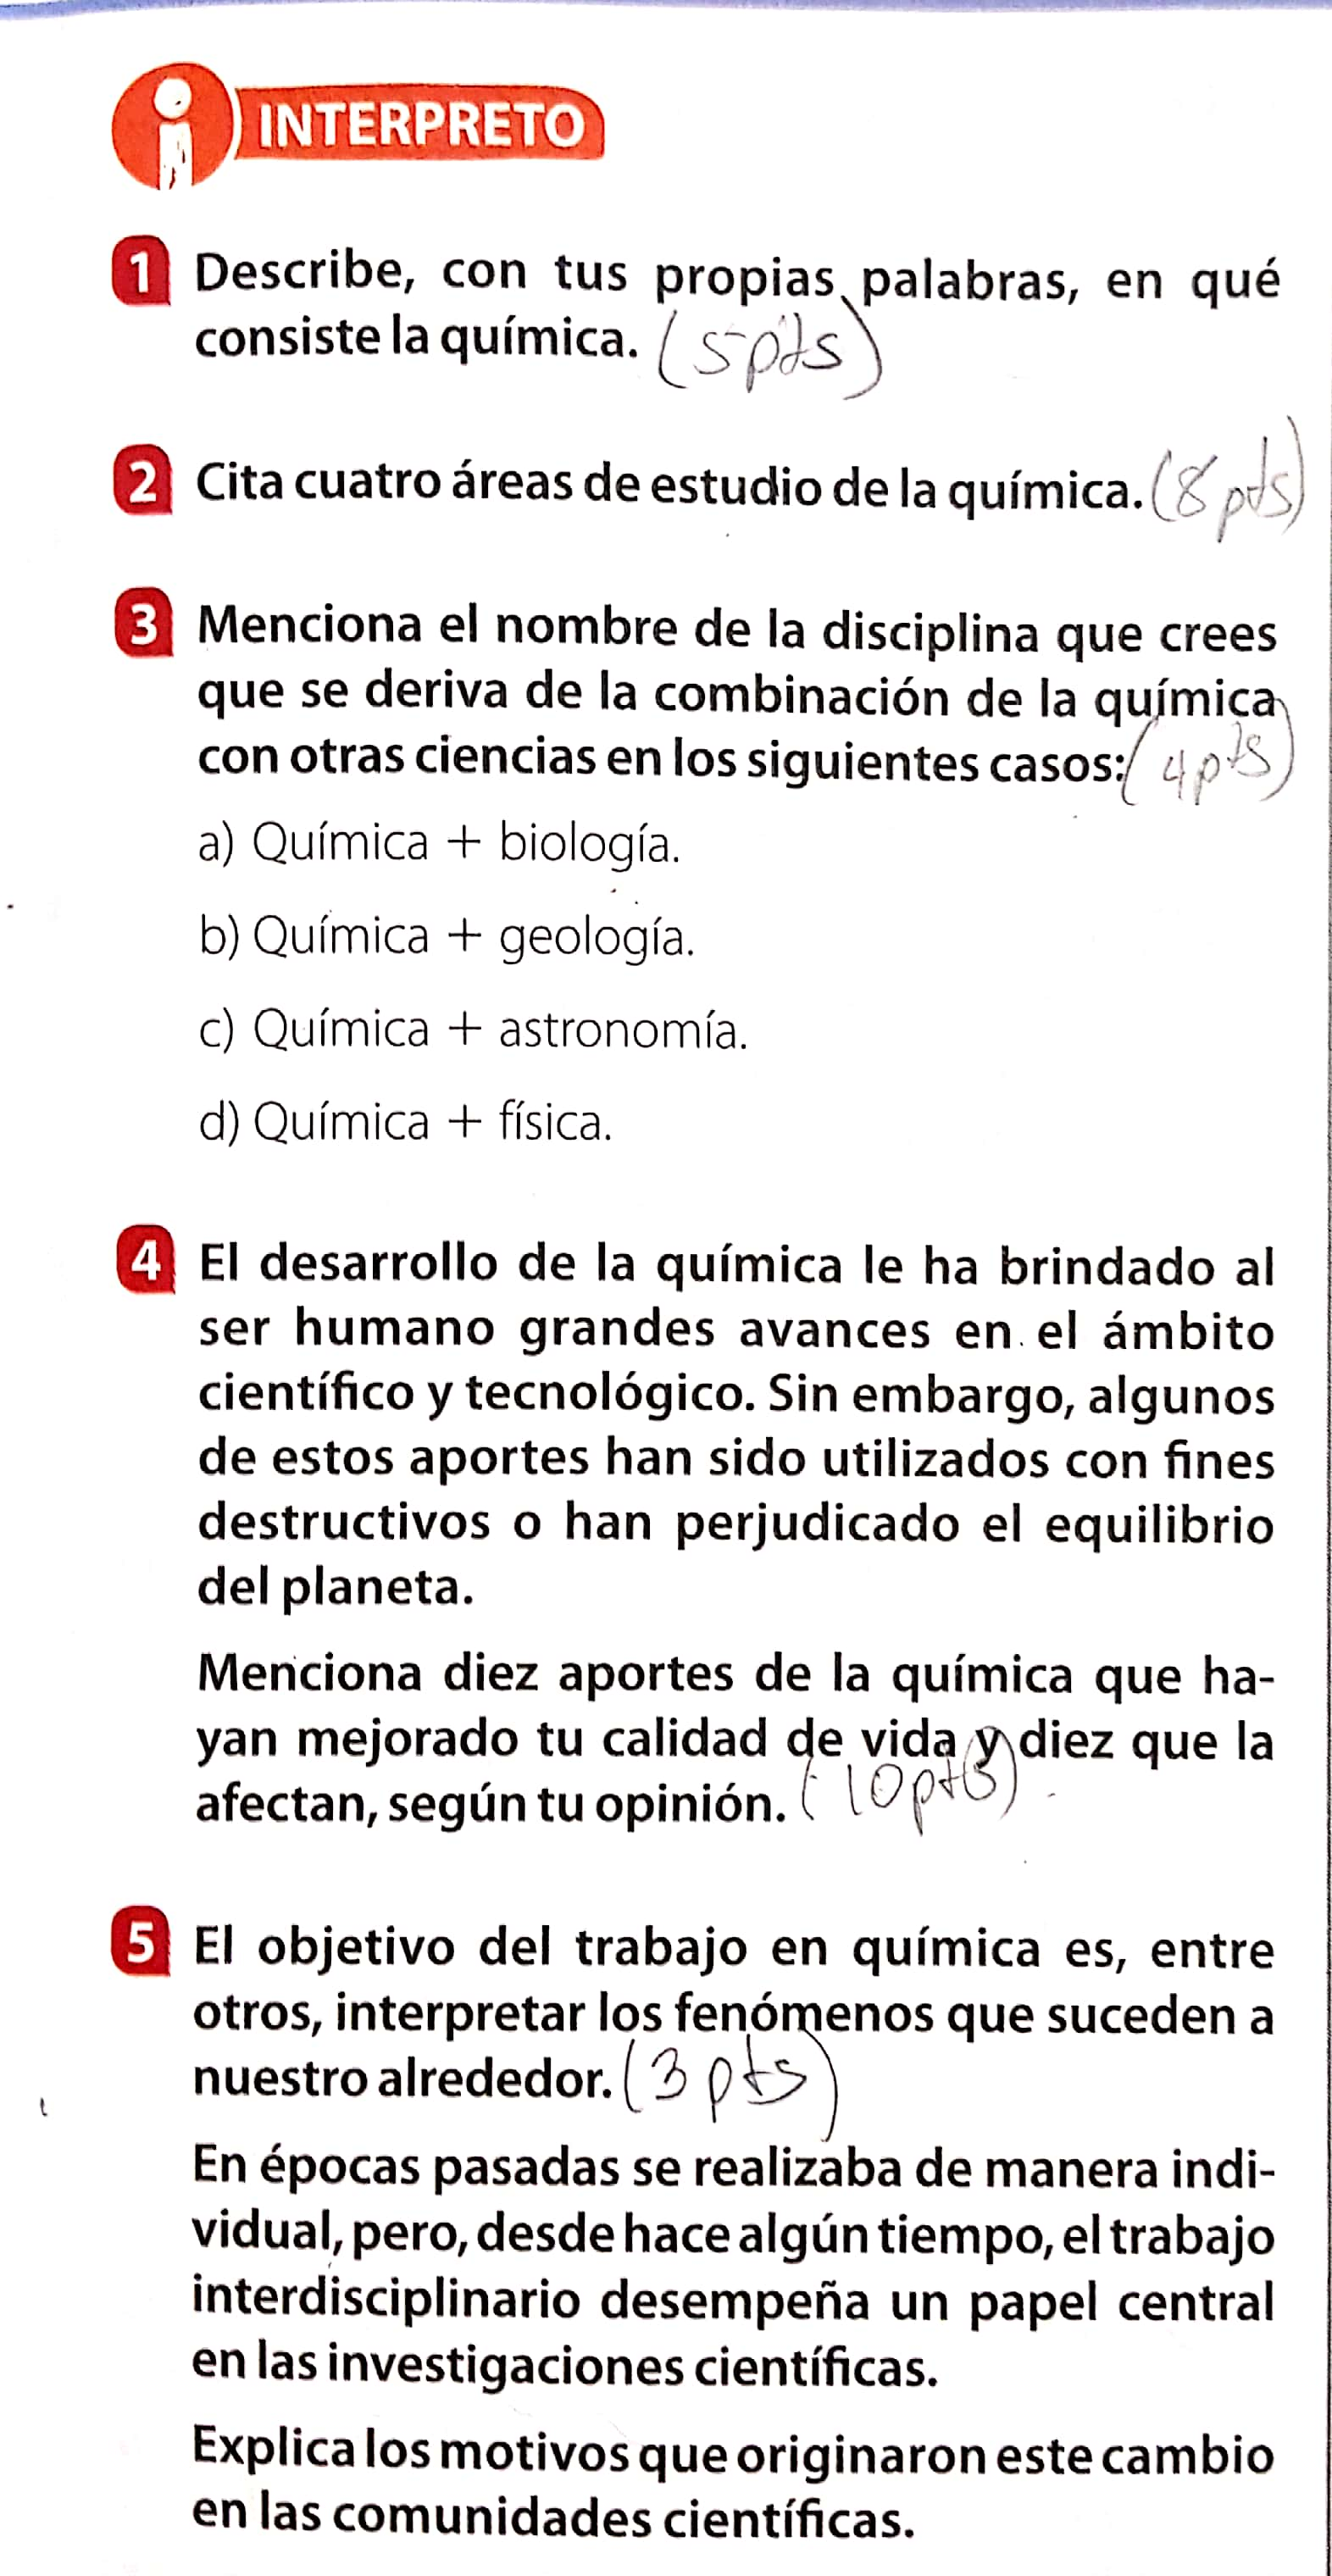 INTERPRETO
1 Describe, con tus propias palabras, en qué
consiste la química. (5pts)
2 Cita cuatro áreas de estudio de la química. (8 pts)
3 Menciona el nombre de la disciplina que crees
que se deriva de la combinación de la química
con otras ciencias en los siguientes casos: (4pts)
a) Química + biología.
b) Química + geología.
c) Química + astronomía.
d) Química + física.
4 El desarrollo de la química le ha brindado al
ser humano grandes avances en el ámbito
científico y tecnológico. Sin embargo, algunos
de estos aportes han sido utilizados con fines
destructivos o han perjudicado el equilibrio
del planeta.
Menciona diez aportes de la química que ha-
yan mejorado tu calidad de vida y diez que la
afectan, según tu opinión. (10pts)
5 El objetivo del trabajo en química es, entre
otros, interpretar los fenómenos que suceden a
nuestro alrededor. (3 pts)
En épocas pasadas se realizaba de manera indi-
vidual, pero, desde hace algún tiempo, el trabajo
interdisciplinario desempeña un papel central
en las investigaciones científicas.
Explica los motivos que originaron este cambio
en las comunidades científicas.